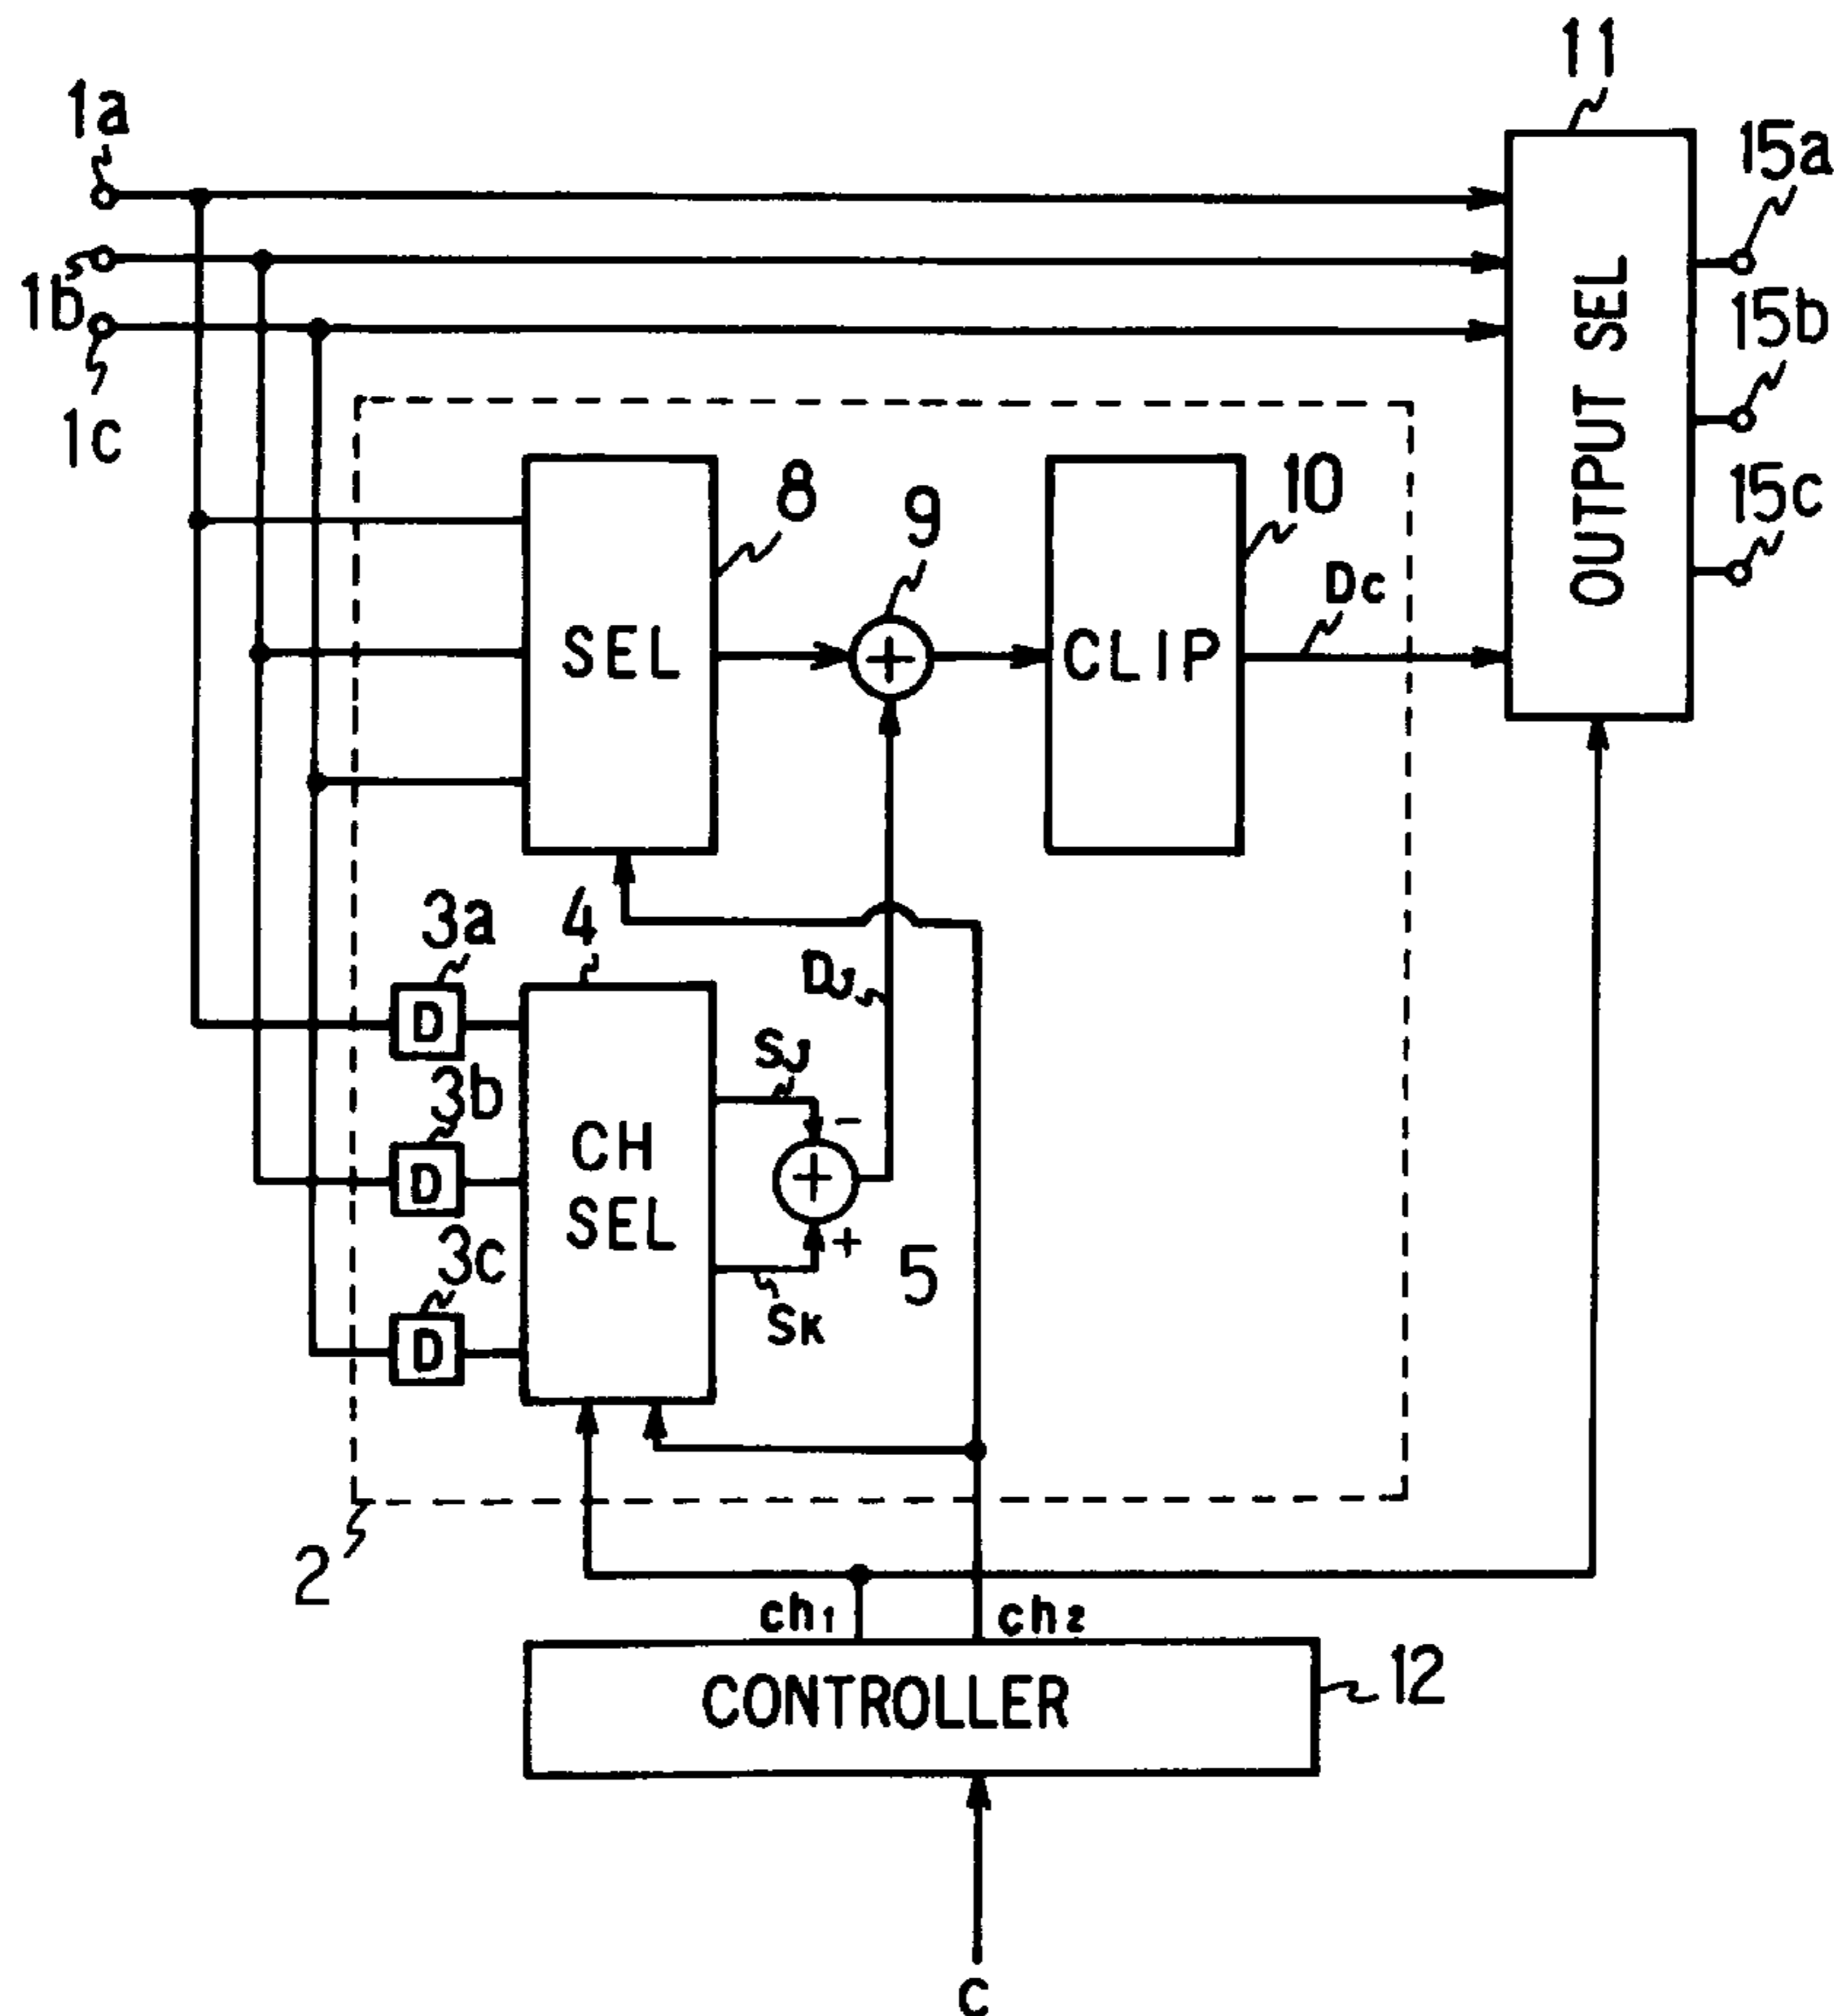 11
1a
15a
1b
15b
1c
OUTPUT SEL
8
10
15c
9
Dc
SEL
+
CLIP
3a
4
DJ
D
SJ
3b
-
CH
SEL
D
+
+
3c
5
SK
D
2
ch1
ch2
CONTROLLER
12
C